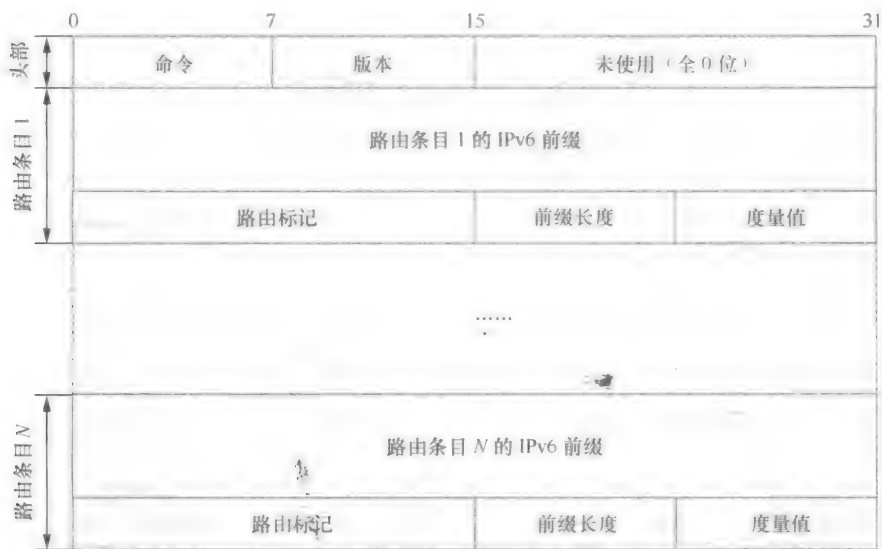 0 7 15 31
头部 命令 版本 未使用（全0位）
路由条目1 路由条目1的IPv6前缀
路由标记 前缀长度 度量值
……
路由条目N 路由条目N的IPv6前缀
路由标记 前缀长度 度量值